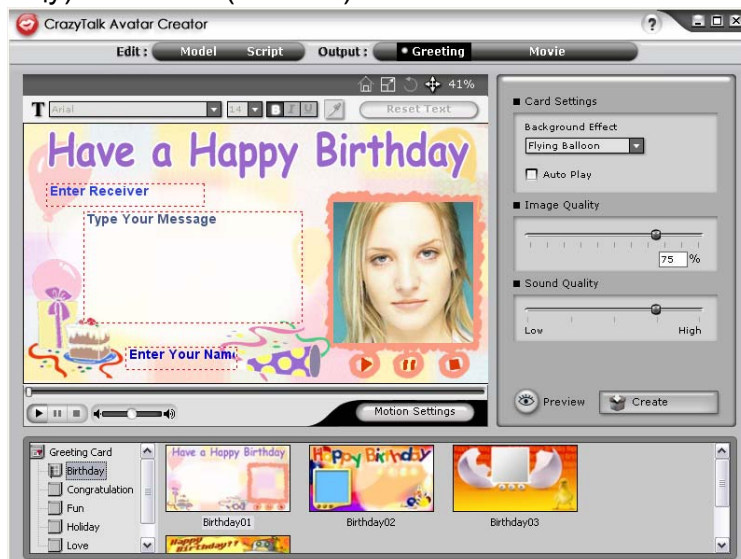 CrazyTalk Avatar Creator
?
Edit : Model Script Output : Greeting Movie
41%
T Arial 14 B I U Reset Text
Have a Happy Birthday
Enter Receiver
Type Your Message
Enter Your Nam
Motion Settings
Card Settings
Background Effect
Flying Balloon
Auto Play
Image Quality
75 %
Sound Quality
Low High
Preview Create
Greeting Card
Birthday
Congratulation
Fun
Holiday
Love
Have a Happy Birthday
Birthday01
Happy Birthday
Birthday02
Birthday03
Happy Birthday!!